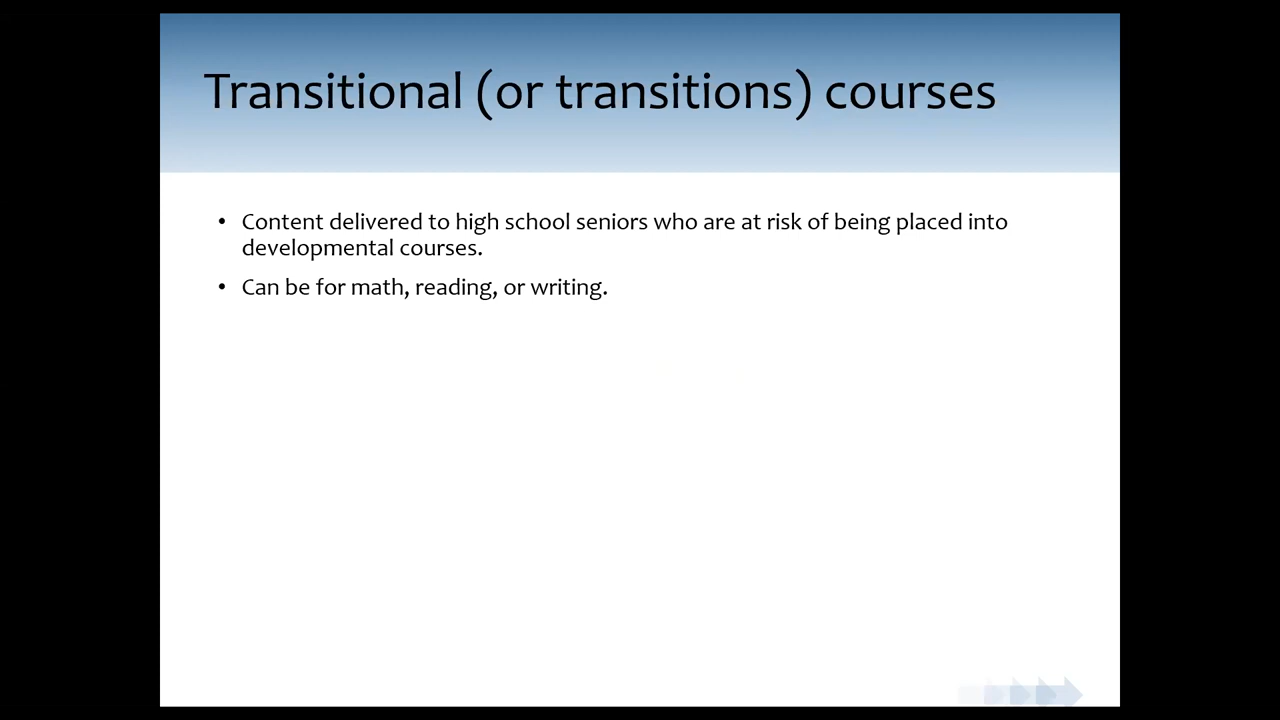 Transitional (or transitions) courses
• Content delivered to high school seniors who are at risk of being placed into
developmental courses.
• Can be for math, reading, or writing.